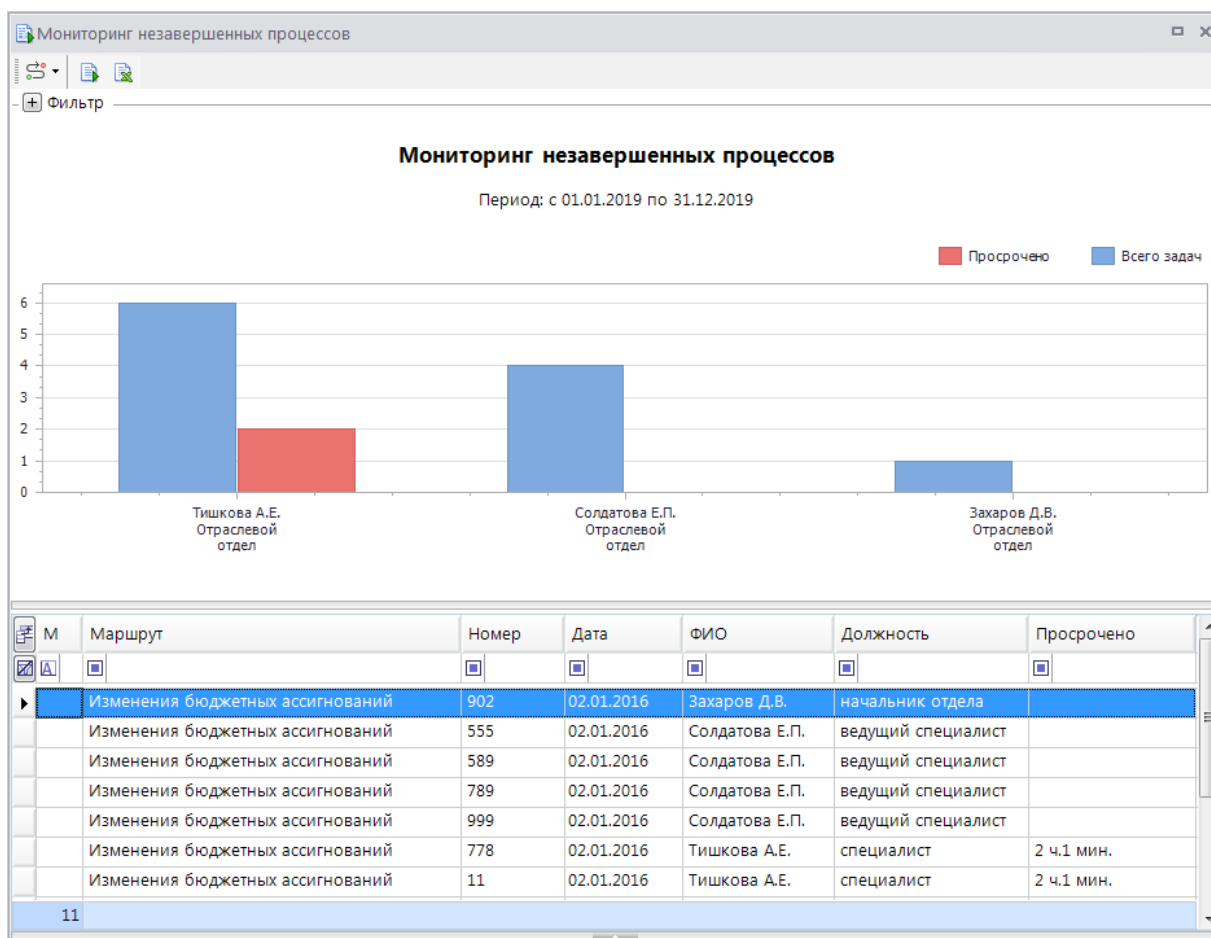 Мониторинг незавершенных процессов
Фильтр
Мониторинг незавершенных процессов
Период: с 01.01.2019 по 31.12.2019
Просрочено Всего задач
6
5
4
3
2
1
0
Тишкова А.Е. Солдатова Е.П. Захаров Д.В.
Отраслевой Отраслевой Отраслевой
отдел отдел отдел
М Маршрут Номер Дата ФИО Должность Просрочено
A
Изменения бюджетных ассигнований 902 02.01.2016 Захаров Д.В. начальник отдела
Изменения бюджетных ассигнований 555 02.01.2016 Солдатова Е.П. ведущий специалист
Изменения бюджетных ассигнований 589 02.01.2016 Солдатова Е.П. ведущий специалист
Изменения бюджетных ассигнований 789 02.01.2016 Солдатова Е.П. ведущий специалист
Изменения бюджетных ассигнований 999 02.01.2016 Солдатова Е.П. ведущий специалист
Изменения бюджетных ассигнований 778 02.01.2016 Тишкова А.Е. специалист 2 ч.1 мин.
Изменения бюджетных ассигнований 11 02.01.2016 Тишкова А.Е. специалист 2 ч.1 мин.
11